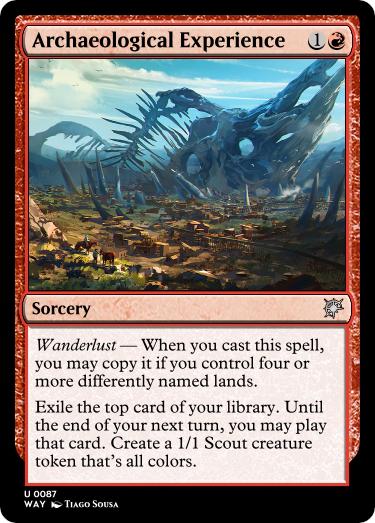 Archaeological Experience 1
Sorcery
Wanderlust — When you cast this spell,
you may copy it if you control four or
more differently named lands.
Exile the top card of your library. Until
the end of your next turn, you may play
that card. Create a 1/1 Scout creature
token that's all colors.
U 0087
WAY Tiago Sousa